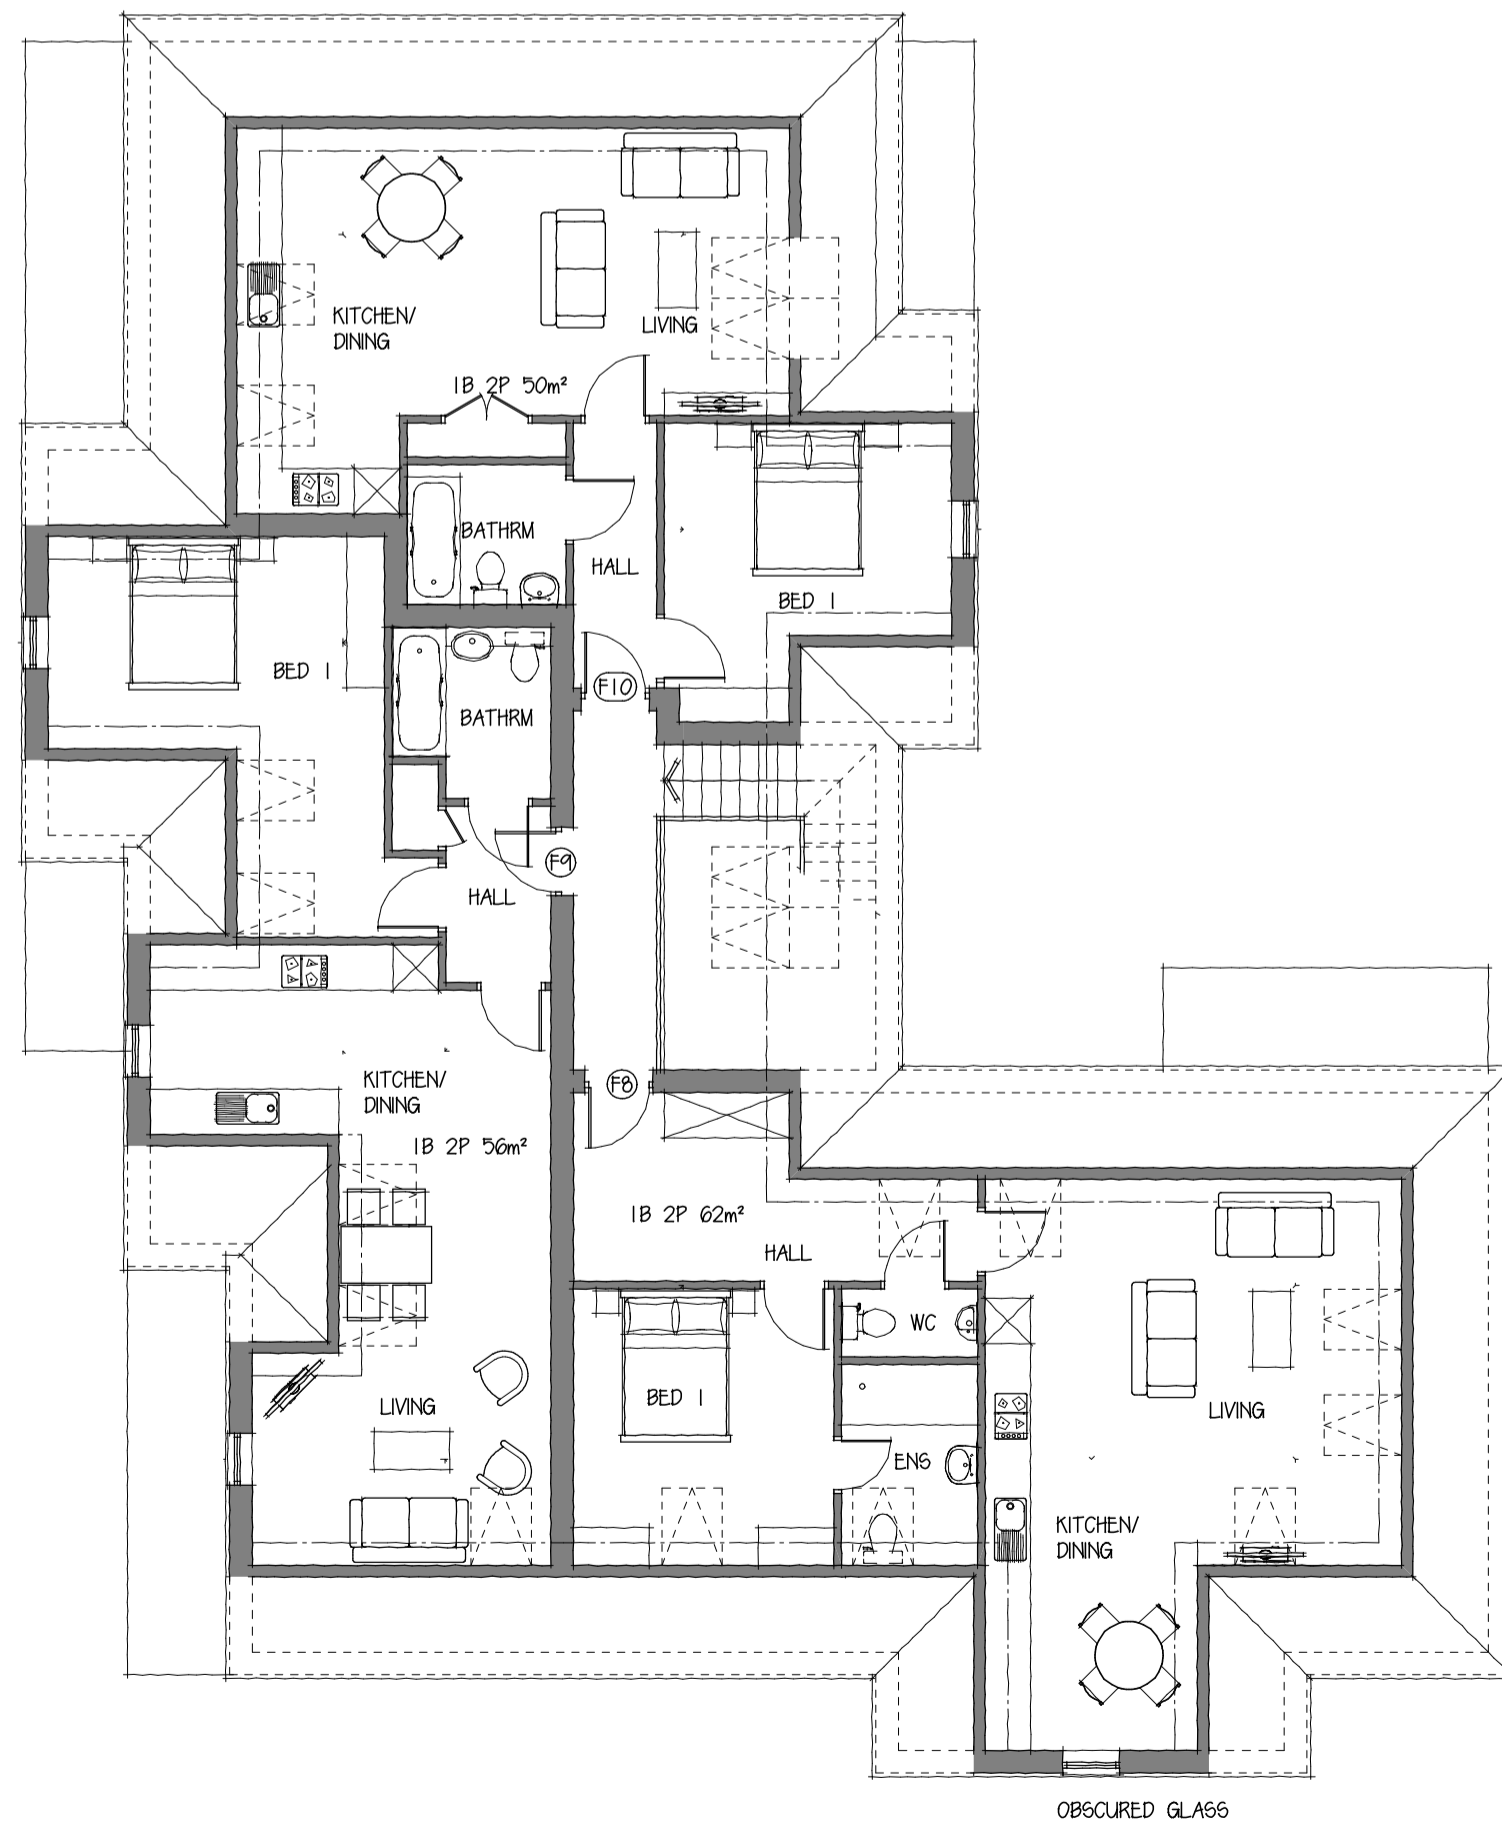 KITCHEN/
DINING
LIVING
1B 2P 50m²
BATHRM
HALL
BED 1
BED 1
F10
BATHRM
F9
HALL
KITCHEN/
DINING
F8
1B 2P 56m²
1B 2P 62m²
HALL
WC
BED 1
LIVING
LIVING
ENS
KITCHEN/
DINING
OBSCURED GLASS